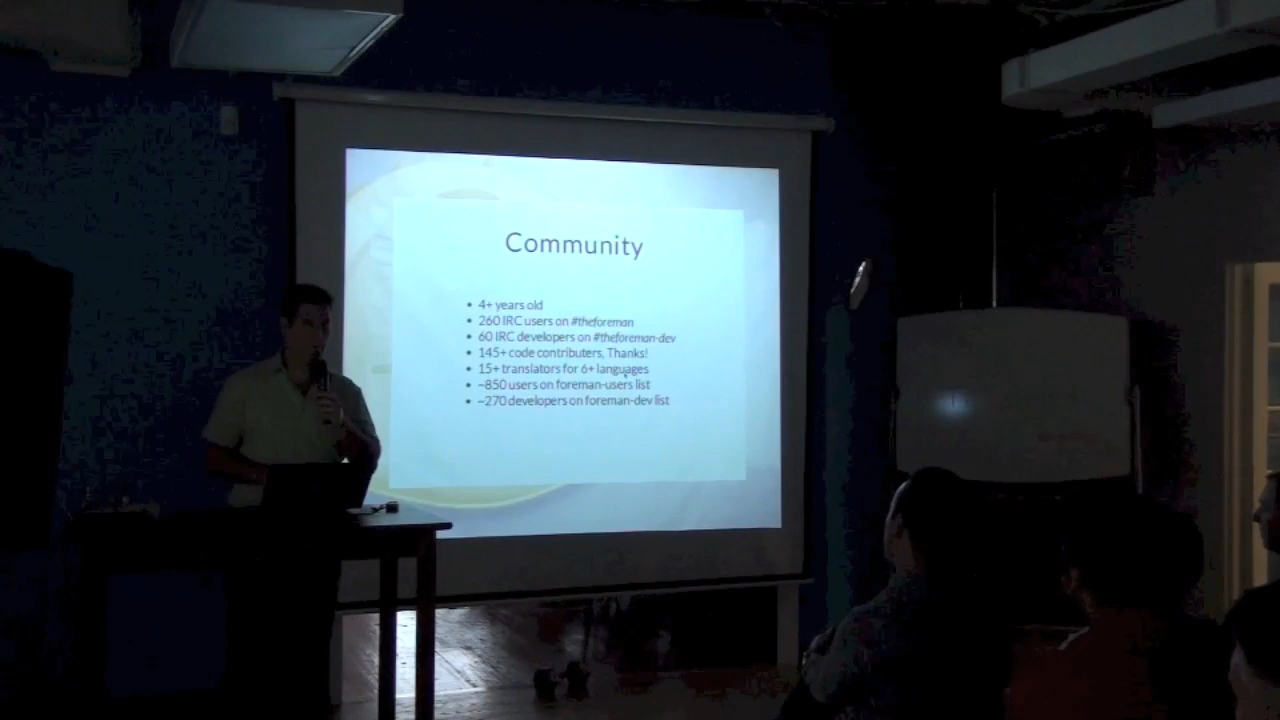 Community
• 4+ years old
• 260 IRC users on #theforeman
• 60 IRC developers on #theforeman-dev
• 145+ code contributers, Thanks!
• 15+ translators for 6+ languages
• ~850 users on foreman-users list
• ~270 developers on foreman-dev list